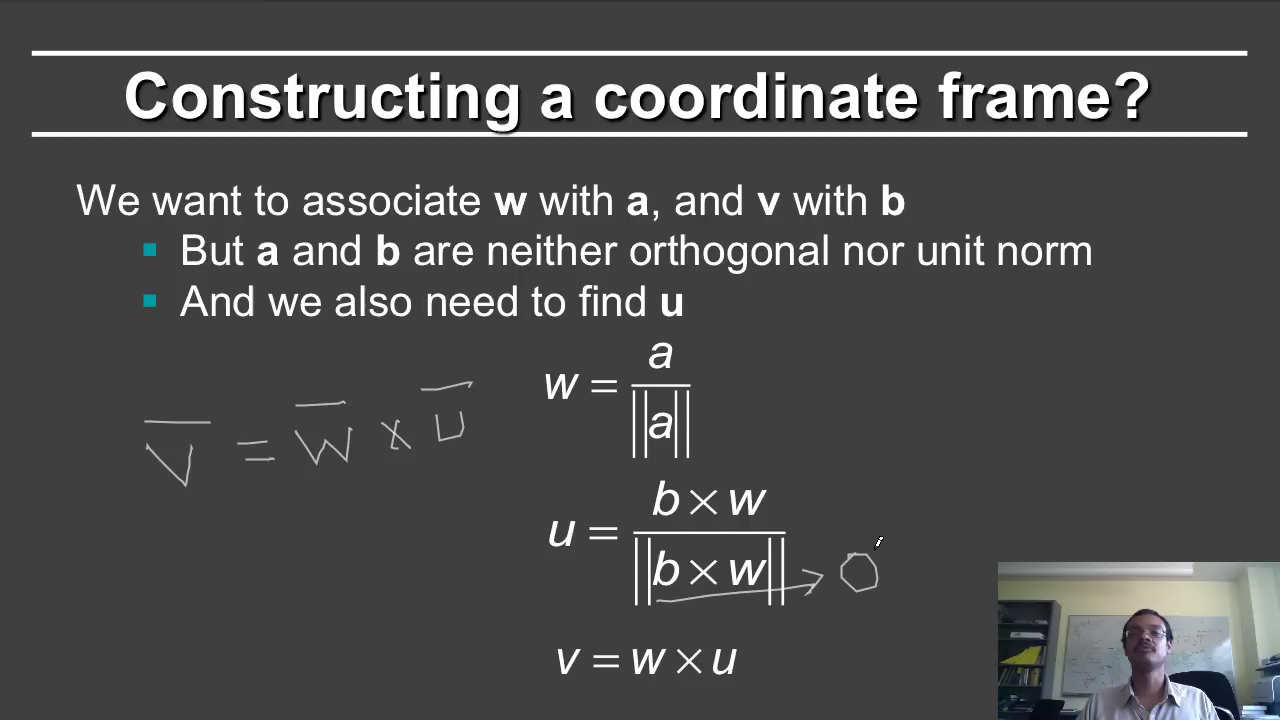 Constructing a coordinate frame?
We want to associate w with a, and v with b
▪ But a and b are neither orthogonal nor unit norm
▪ And we also need to find u
w = a / ||a||
v̅ = w̅ x u̅
u = b × w / ||b × w|| → 0
v = w × u